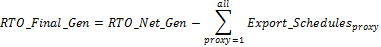 RTO_Final_Gen = RTO_Net_Gen − ∑_{proxy=1}^{all} Export_Schedules_{proxy}